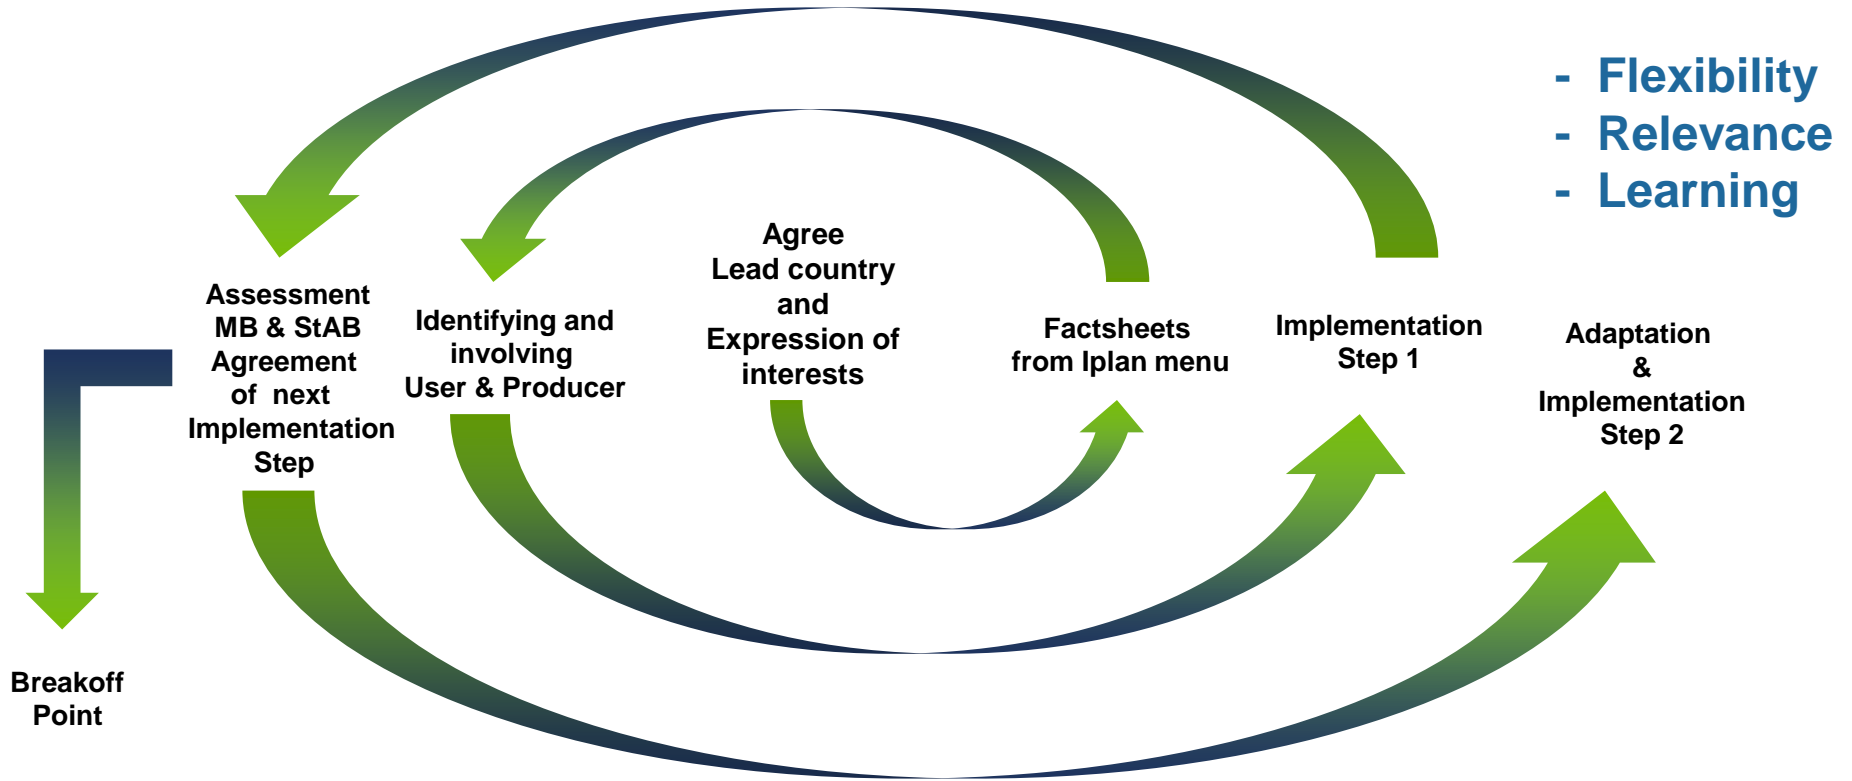 - Flexibility
- Relevance
- Learning
Assessment
MB & StAB
Agreement
of next
Implementation
Step
Identifying and
involving
User & Producer
Agree
Lead country
and
Expression of
interests
Factsheets
from Iplan menu
Implementation
Step 1
Adaptation
&
Implementation
Step 2
Breakoff
Point